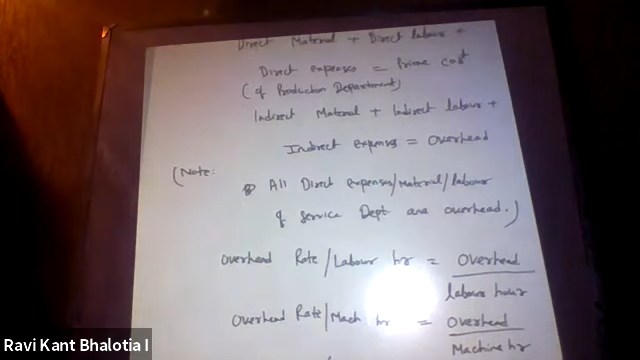 Direct Material + Direct labour +
Direct expenses = Prime cost
(of Production Department)
Indirect Material + Indirect labour +
Indirect expenses = overhead
(Note:
All Direct expenses/Material/labour
of service Dept are overhead.)
overhead Rate/Labour hr = Overhead
labour hour
overhead Rate/Mach hr = Overhead
Machine hr
Ravi Kant Bhalotia I